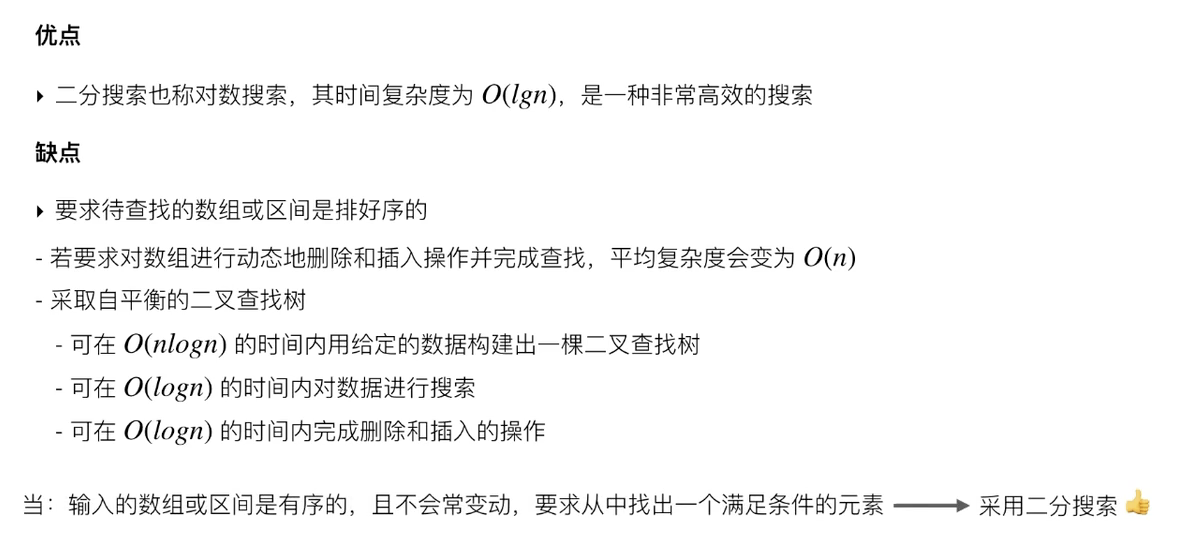 优点
‣ 二分搜索也称对数搜索，其时间复杂度为 O(lgn)，是一种非常高效的搜索
缺点
‣ 要求待查找的数组或区间是排好序的
- 若要求对数组进行动态地删除和插入操作并完成查找，平均复杂度会变为 O(n)
- 采取自平衡的二叉查找树
- 可在 O(nlogn) 的时间内用给定的数据构建出一棵二叉查找树
- 可在 O(logn) 的时间内对数据进行搜索
- 可在 O(logn) 的时间内完成删除和插入的操作
当：输入的数组或区间是有序的，且不会常变动，要求从中找出一个满足条件的元素 ⟶ 采用二分搜索 👍